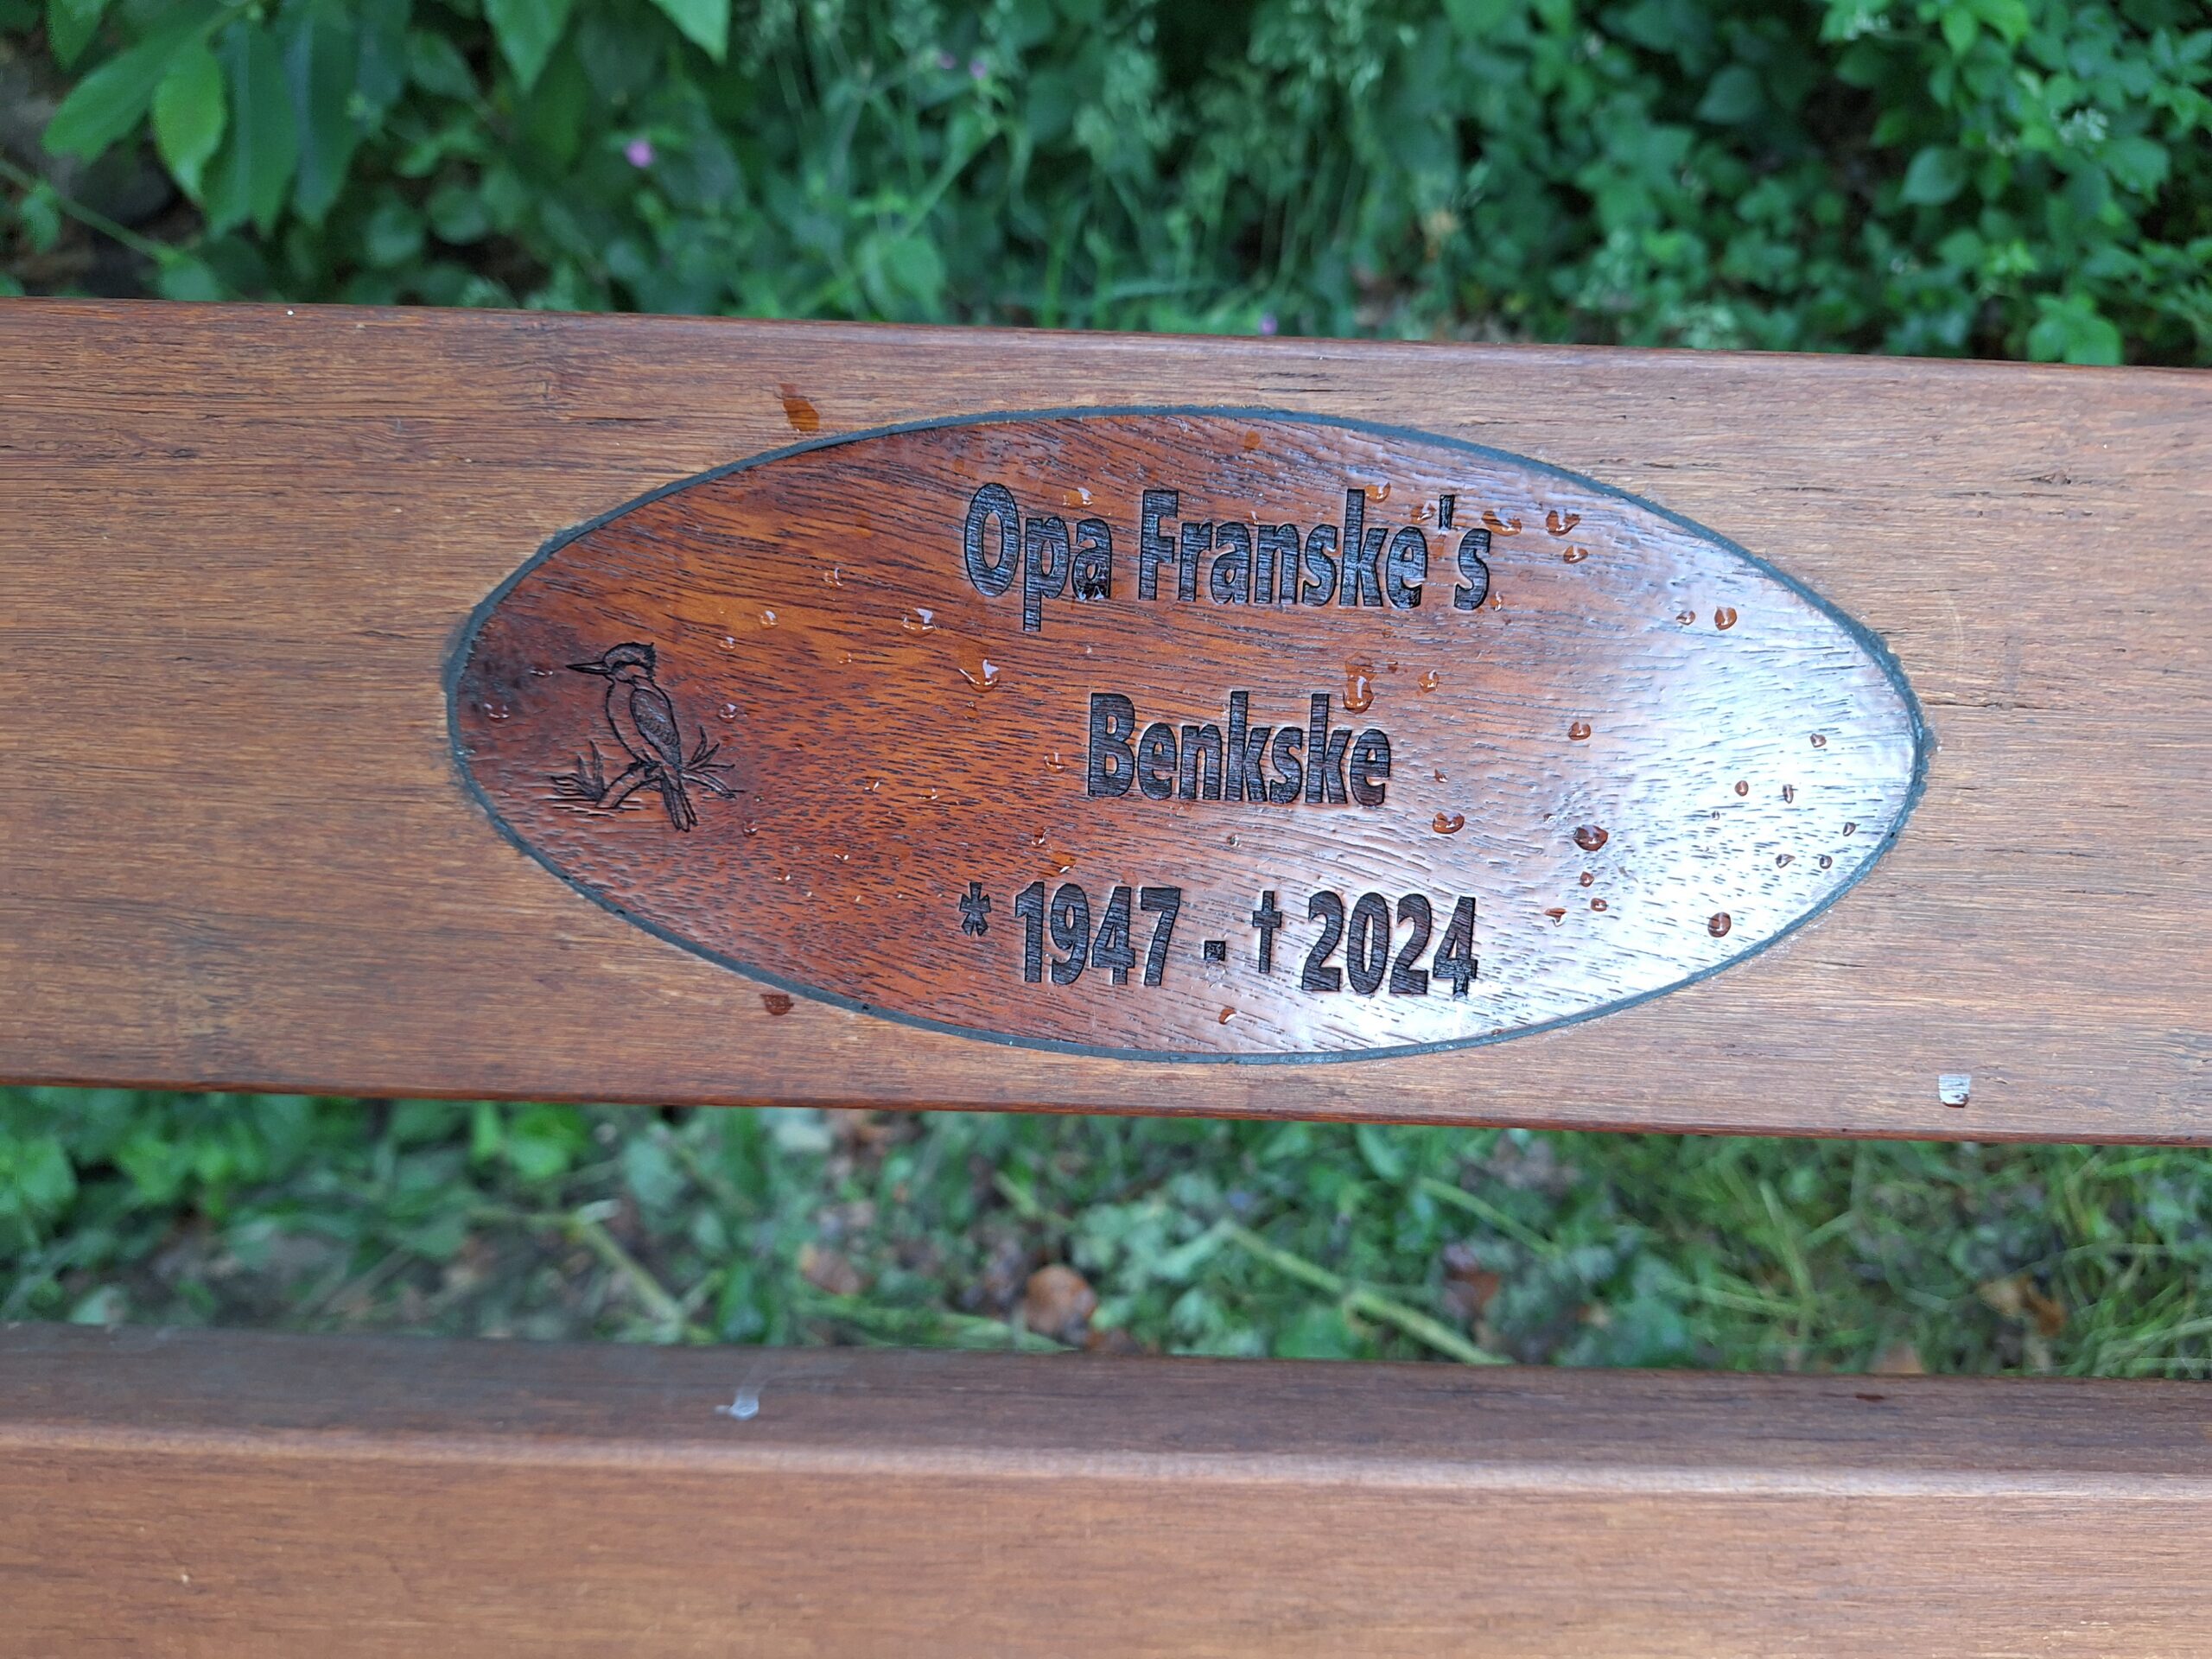 Opa Franske's
Benkske
* 1947 - † 2024